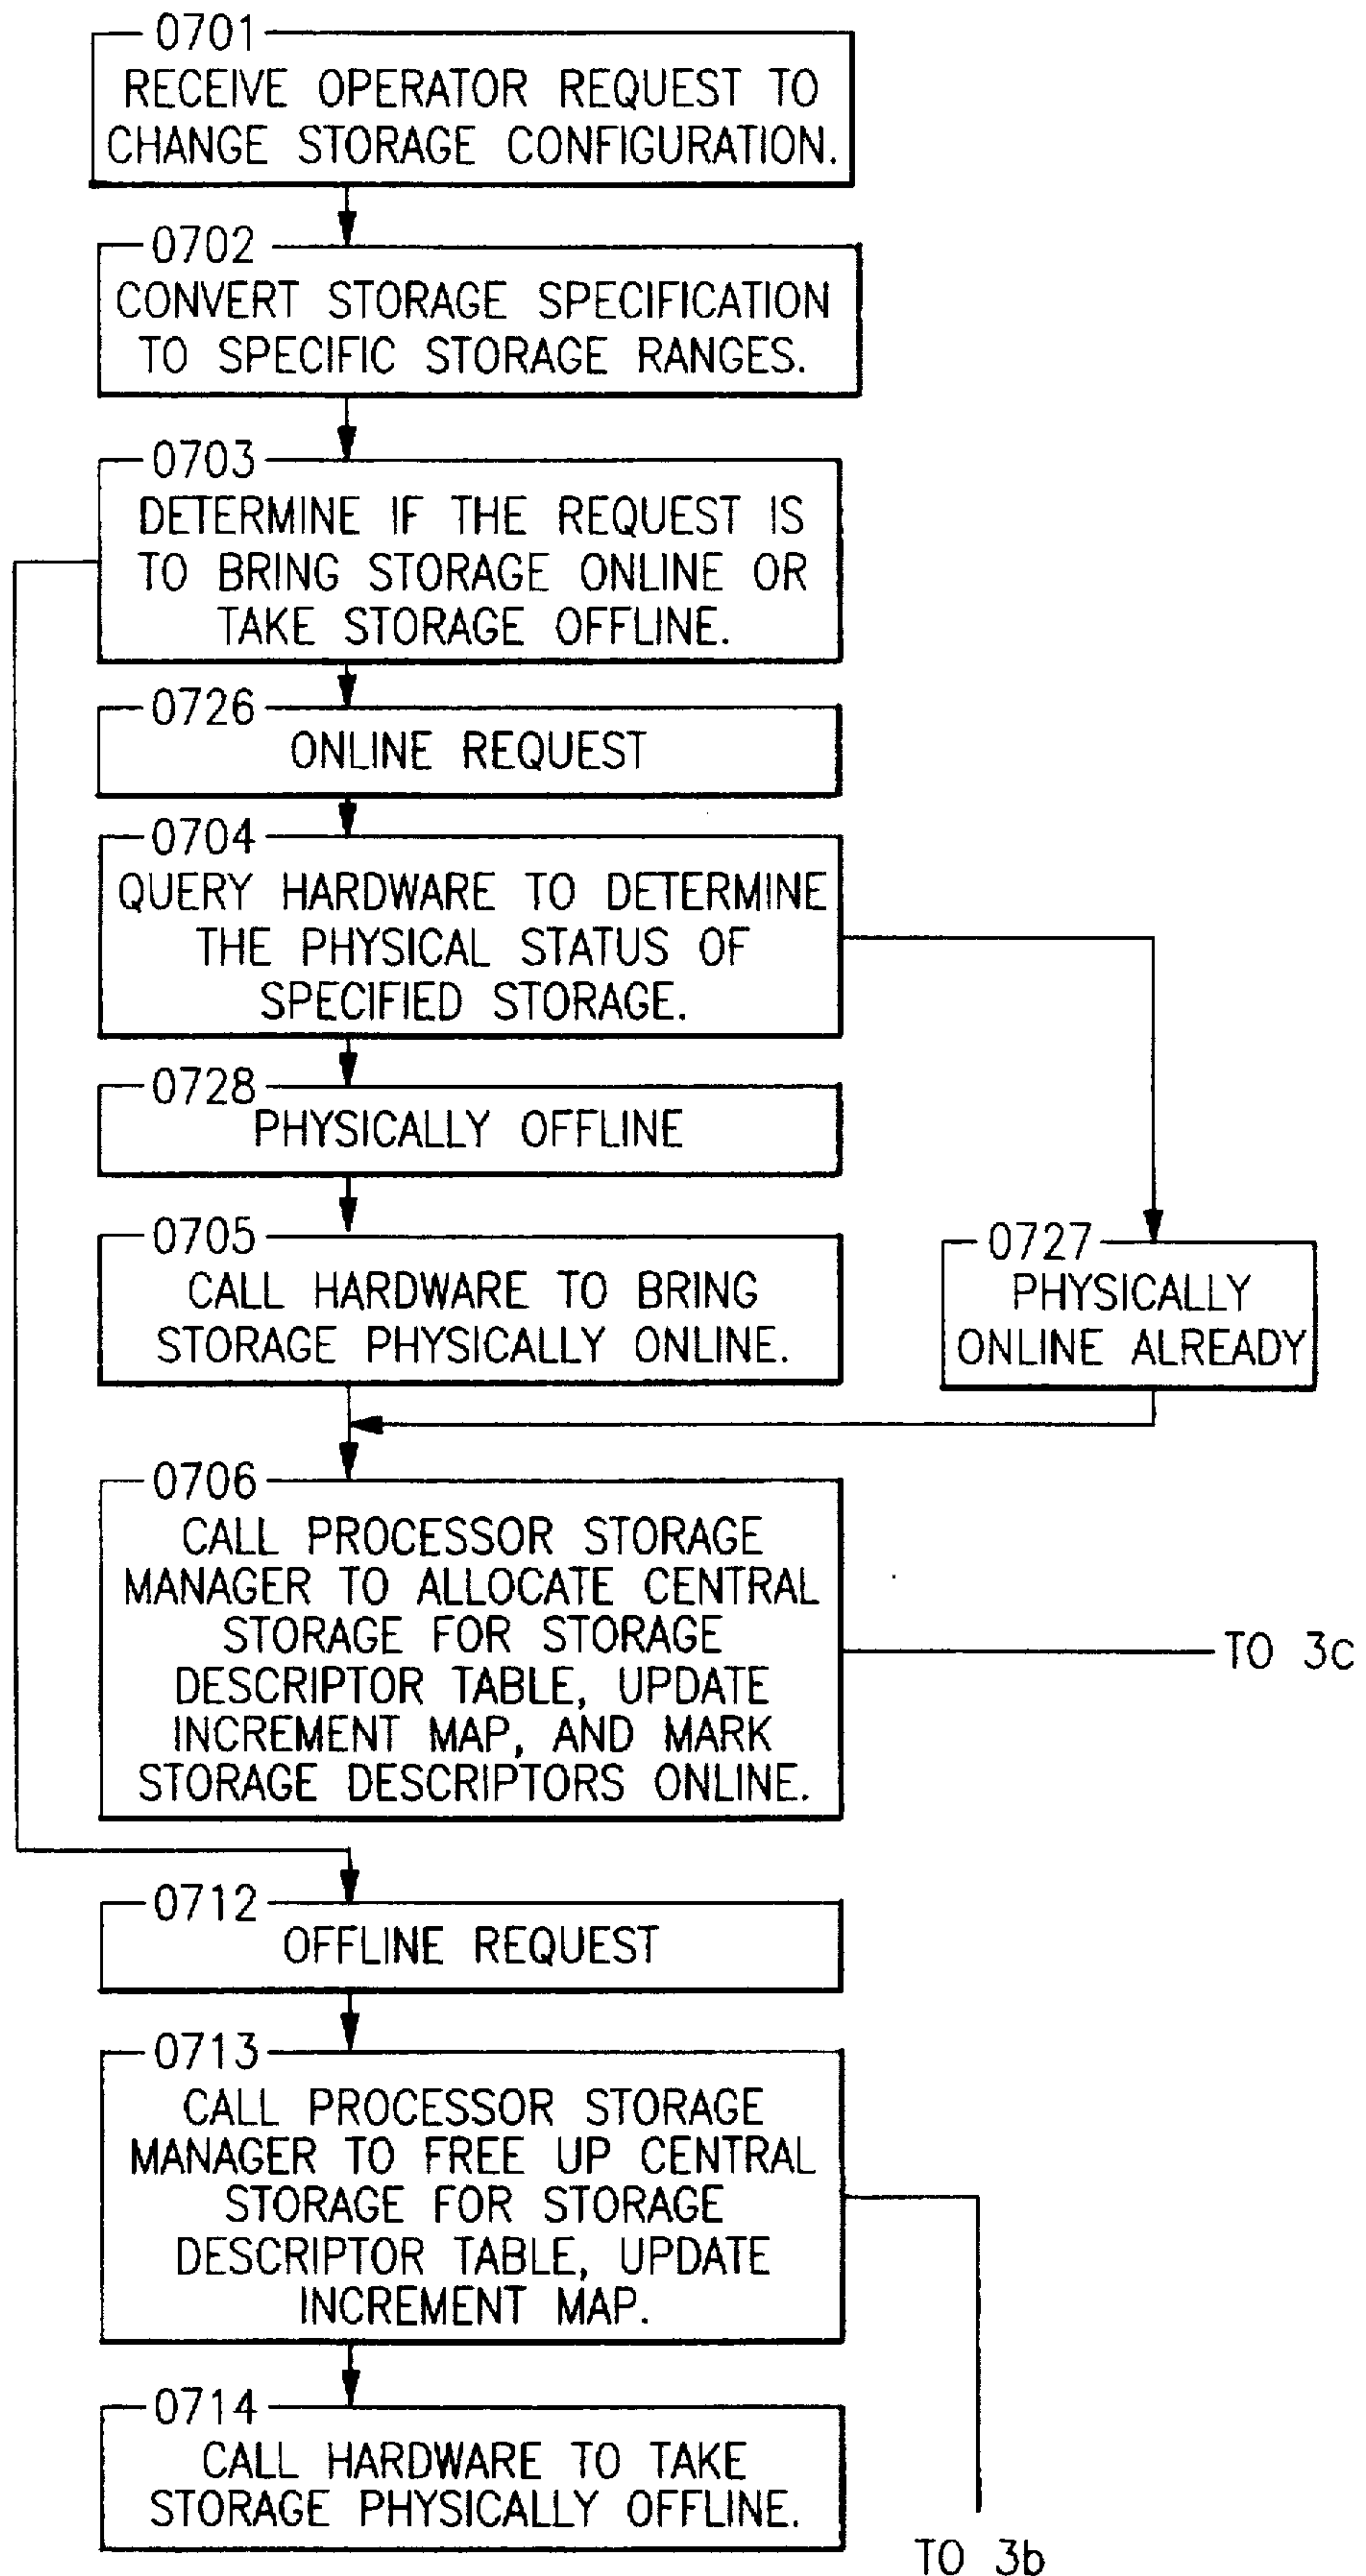 0701
RECEIVE OPERATOR REQUEST TO
CHANGE STORAGE CONFIGURATION.
0702
CONVERT STORAGE SPECIFICATION
TO SPECIFIC STORAGE RANGES.
0703
DETERMINE IF THE REQUEST IS
TO BRING STORAGE ONLINE OR
TAKE STORAGE OFFLINE.
0726
ONLINE REQUEST
0704
QUERY HARDWARE TO DETERMINE
THE PHYSICAL STATUS OF
SPECIFIED STORAGE.
0728
PHYSICALLY OFFLINE
0705
CALL HARDWARE TO BRING
STORAGE PHYSICALLY ONLINE.
0727
PHYSICALLY
ONLINE ALREADY
0706
CALL PROCESSOR STORAGE
MANAGER TO ALLOCATE CENTRAL
STORAGE FOR STORAGE
DESCRIPTOR TABLE, UPDATE
INCREMENT MAP, AND MARK
STORAGE DESCRIPTORS ONLINE.
TO 3c
0712
OFFLINE REQUEST
0713
CALL PROCESSOR STORAGE
MANAGER TO FREE UP CENTRAL
STORAGE FOR STORAGE
DESCRIPTOR TABLE, UPDATE
INCREMENT MAP.
0714
CALL HARDWARE TO TAKE
STORAGE PHYSICALLY OFFLINE.
TO 3b